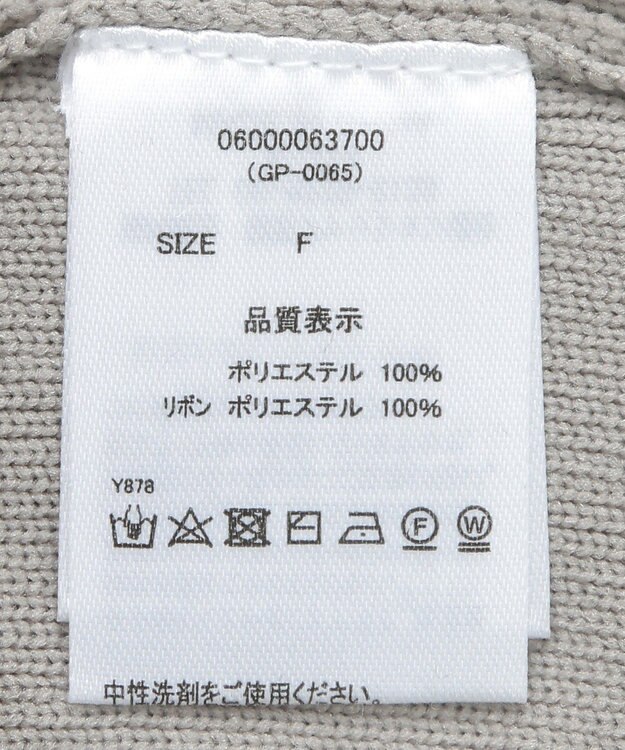 06000063700
(GP-0065)
SIZE F
品質表示
ポリエステル 100%
リボン ポリエステル 100%
Y878
F W
中性洗剤をご使用ください。